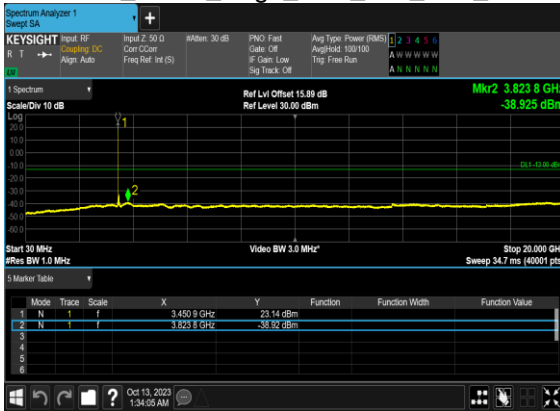 Spectrum Analyzer 1
Swept SA
+
KEYSIGHT
R T
Input: RF
Coupling: DC
Align: Auto
Input Z: 50 Ω
Corr CCorr
Freq Ref: Int (S)
#Atten: 30 dB
PNO: Fast
Gate: Off
IF Gain: Low
Sig Track: Off
Avg Type: Power (RMS)
Avg|Hold: 100/100
Trig: Free Run
1 2 3 4 5 6
A W W W W W
A N N N N N
1 Spectrum
Scale/Div 10 dB
Ref Lvl Offset 15.89 dB
Ref Level 30.00 dBm
Mkr2 3.823 8 GHz
-38.925 dBm
Log
20.0
10.0
0.00
-10.0
-20.0
-30.0
-40.0
-50.0
-60.0
1
2
DL1 -13.00 dBm
Start 30 MHz
#Res BW 1.0 MHz
Video BW 3.0 MHz*
Stop 20.000 GHz
Sweep 34.7 ms (40001 pts)
5 Marker Table
Mode Trace Scale X Y Function Function Width Function Value
1 N 1 f 3.450 9 GHz 23.14 dBm
2 N 1 f 3.823 8 GHz -38.92 dBm
3
4
5
6
?
Oct 13, 2023
1:34:05 AM